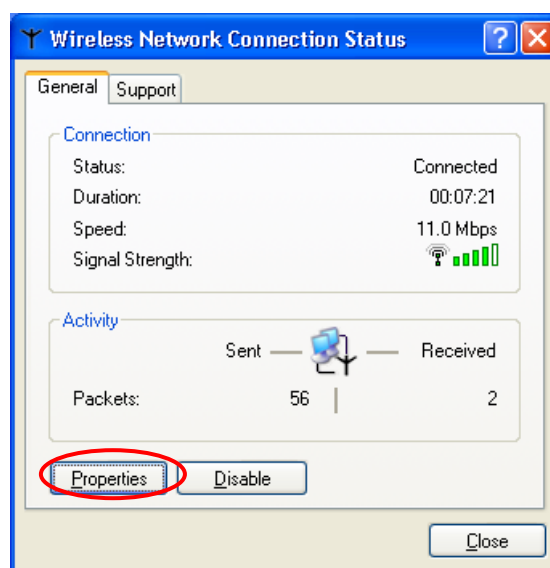 Wireless Network Connection Status
General Support
Connection
Status: Connected
Duration: 00:07:21
Speed: 11.0 Mbps
Signal Strength:
Activity
Sent Received
Packets: 56 2
Properties Disable
Close